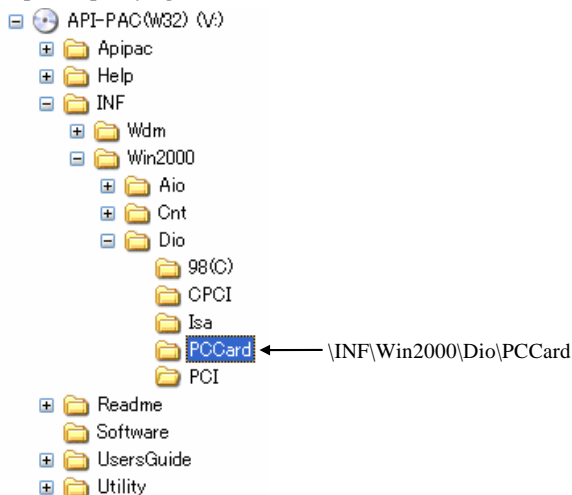 API-PAC(W32) (V:)
Apipac
Help
INF
Wdm
Win2000
Aio
Cnt
Dio
98(C)
CPCI
Isa
PCCard \INF\Win2000\Dio\PCCard
PCI
Readme
Software
UsersGuide
Utility